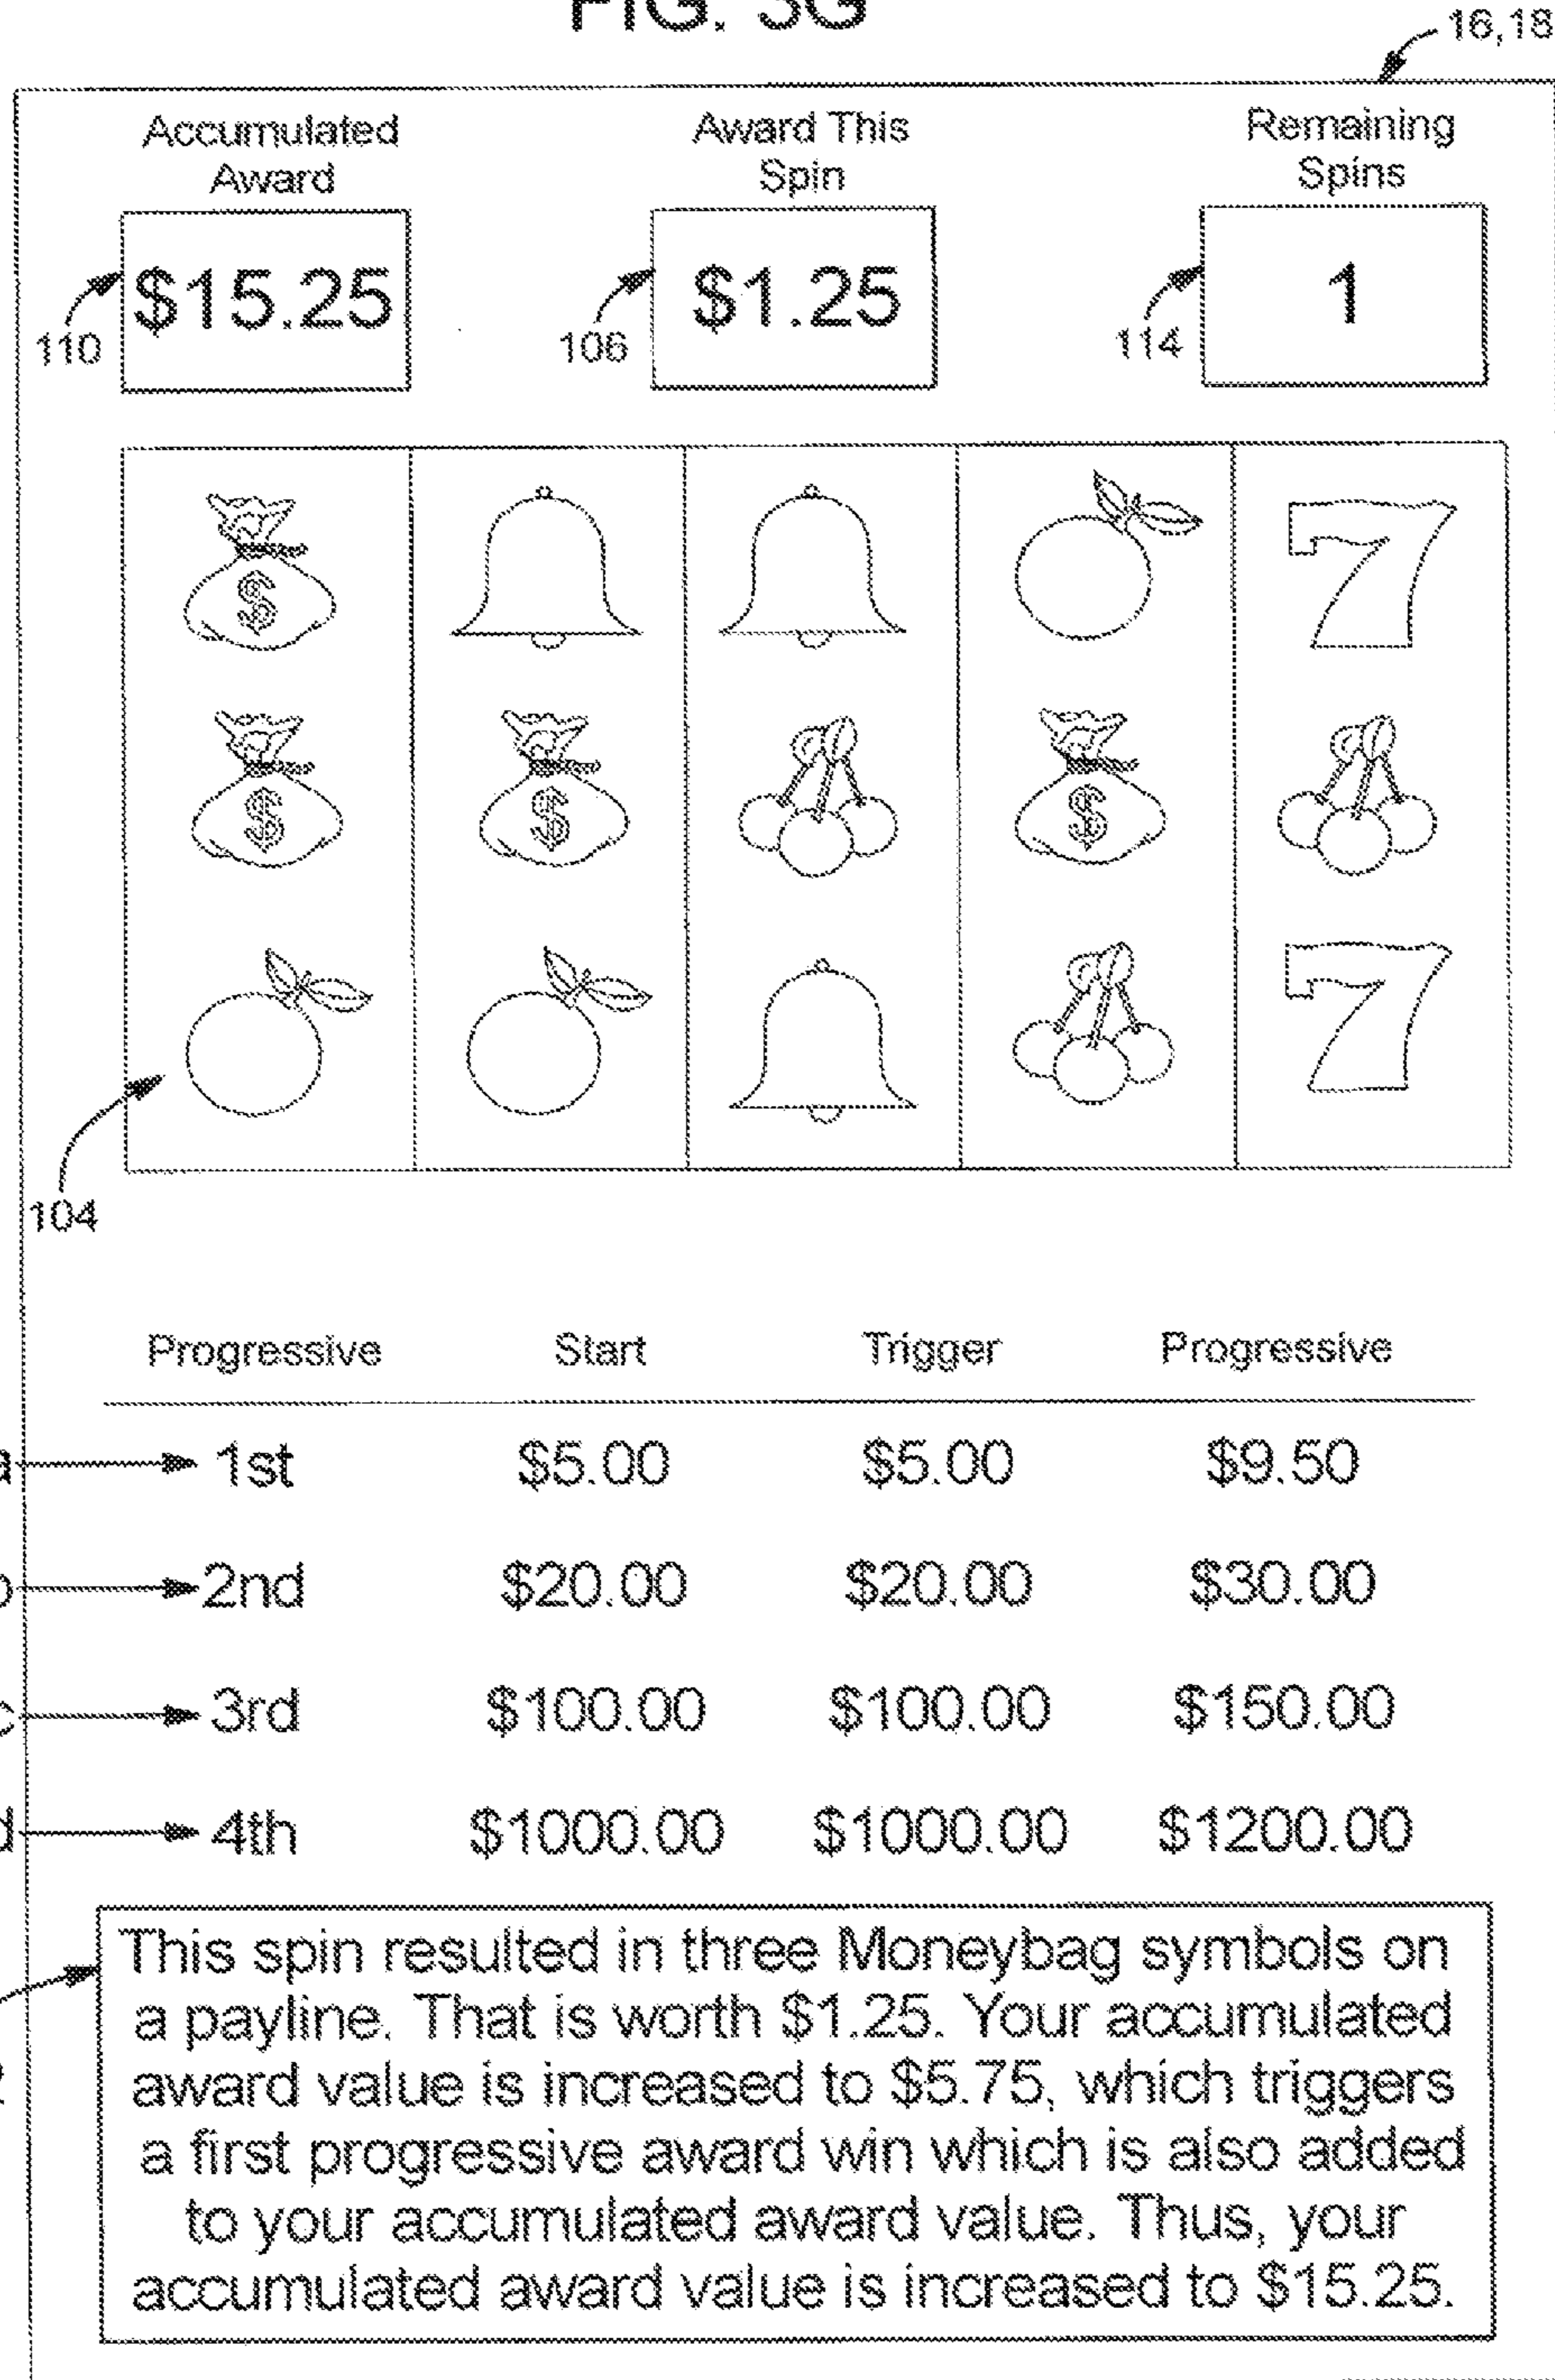 FIG. 3G
16,18
Accumulated Award
Award This Spin
Remaining Spins
110
$15.25
106
$1.25
114
1
$
7
$
$
$
7
104
Progressive Start Trigger Progressive
a 1st $5.00 $5.00 $9.50
b 2nd $20.00 $20.00 $30.00
c 3rd $100.00 $100.00 $150.00
d 4th $1000.00 $1000.00 $1200.00
2
This spin resulted in three Moneybag symbols on
a payline. That is worth $1.25. Your accumulated
award value is increased to $5.75, which triggers
a first progressive award win which is also added
to your accumulated award value. Thus, your
accumulated award value is increased to $15.25.